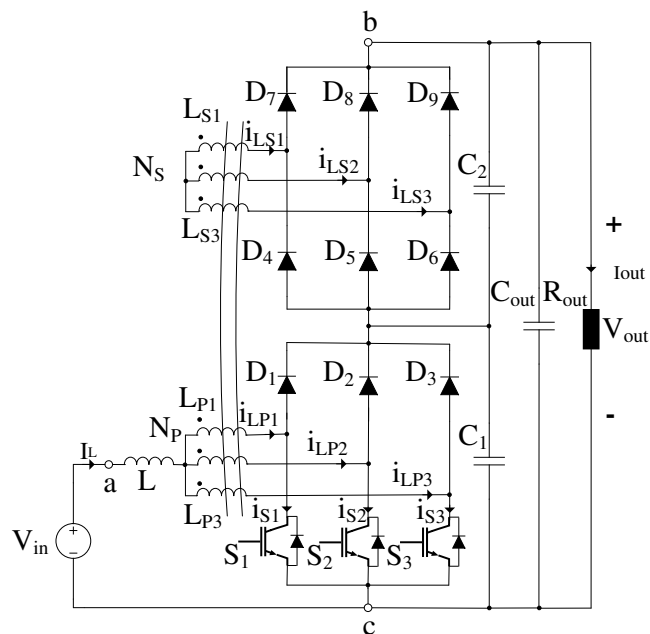 b
D7 D8 D9
LS1
iLS1
NS
iLS2
iLS3
LS3
C2
+
D4 D5 D6
Iout
Cout Rout
Vout
D1 D2 D3
LP1
NP
iLP1
-
IL
iLP2
C1
a L
iLP3
LP3
iS1 iS2 iS3
Vin
+
−
S1 S2 S3
c